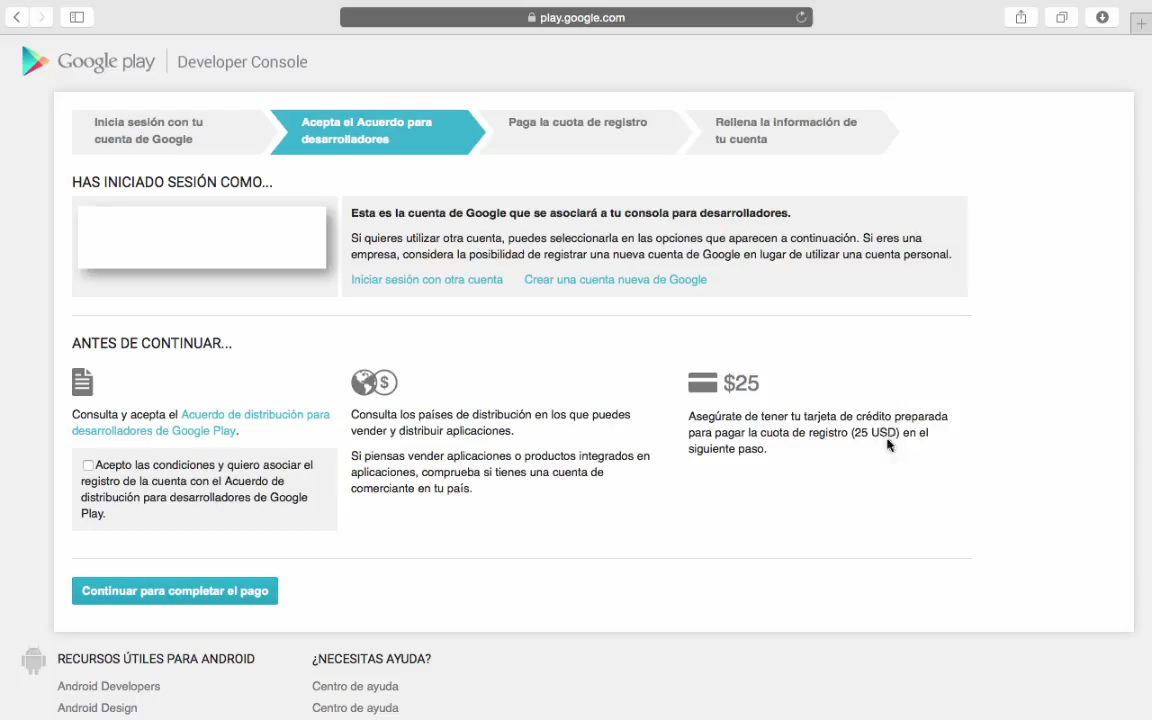 play.google.com
Google play
Developer Console
Inicia sesión con tu
cuenta de Google
Acepta el Acuerdo para
desarrolladores
Paga la cuota de registro
Rellena la información de
tu cuenta
HAS INICIADO SESIÓN COMO...
Esta es la cuenta de Google que se asociará a tu consola para desarrolladores.
Si quieres utilizar otra cuenta, puedes seleccionarla en las opciones que aparecen a continuación. Si eres una
empresa, considera la posibilidad de registrar una nueva cuenta de Google en lugar de utilizar una cuenta personal.
Iniciar sesión con otra cuenta
Crear una cuenta nueva de Google
ANTES DE CONTINUAR...
Consulta y acepta el Acuerdo de distribución para
desarrolladores de Google Play.
Acepto las condiciones y quiero asociar el
registro de la cuenta con el Acuerdo de
distribución para desarrolladores de Google
Play.
$
Consulta los países de distribución en los que puedes
vender y distribuir aplicaciones.
Si piensas vender aplicaciones o productos integrados en
aplicaciones, comprueba si tienes una cuenta de
comerciante en tu país.
$25
Asegúrate de tener tu tarjeta de crédito preparada
para pagar la cuota de registro (25 USD) en el
siguiente paso.
Continuar para completar el pago
RECURSOS ÚTILES PARA ANDROID
Android Developers
Android Design
¿NECESITAS AYUDA?
Centro de ayuda
Centro de ayuda